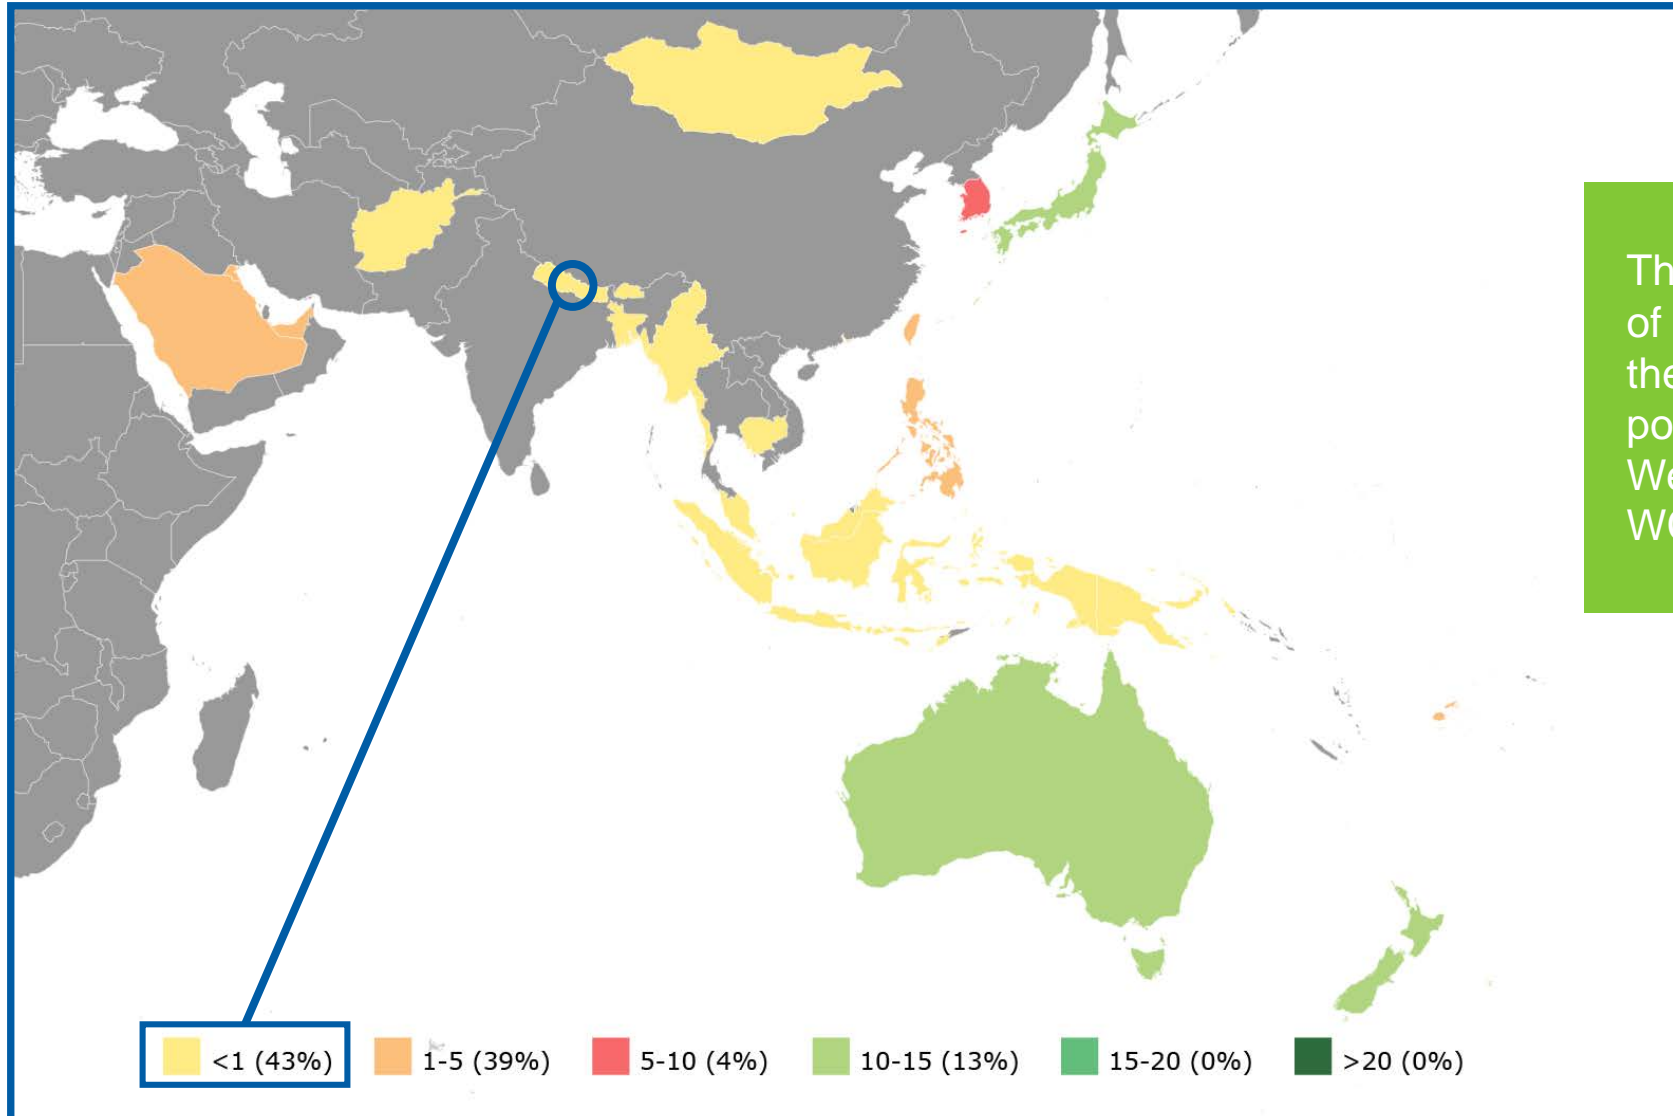 Th
of
the
po
We
<1 (43%)
1-5 (39%)
5-10 (4%)
10-15 (13%)
15-20 (0%)
>20 (0%)